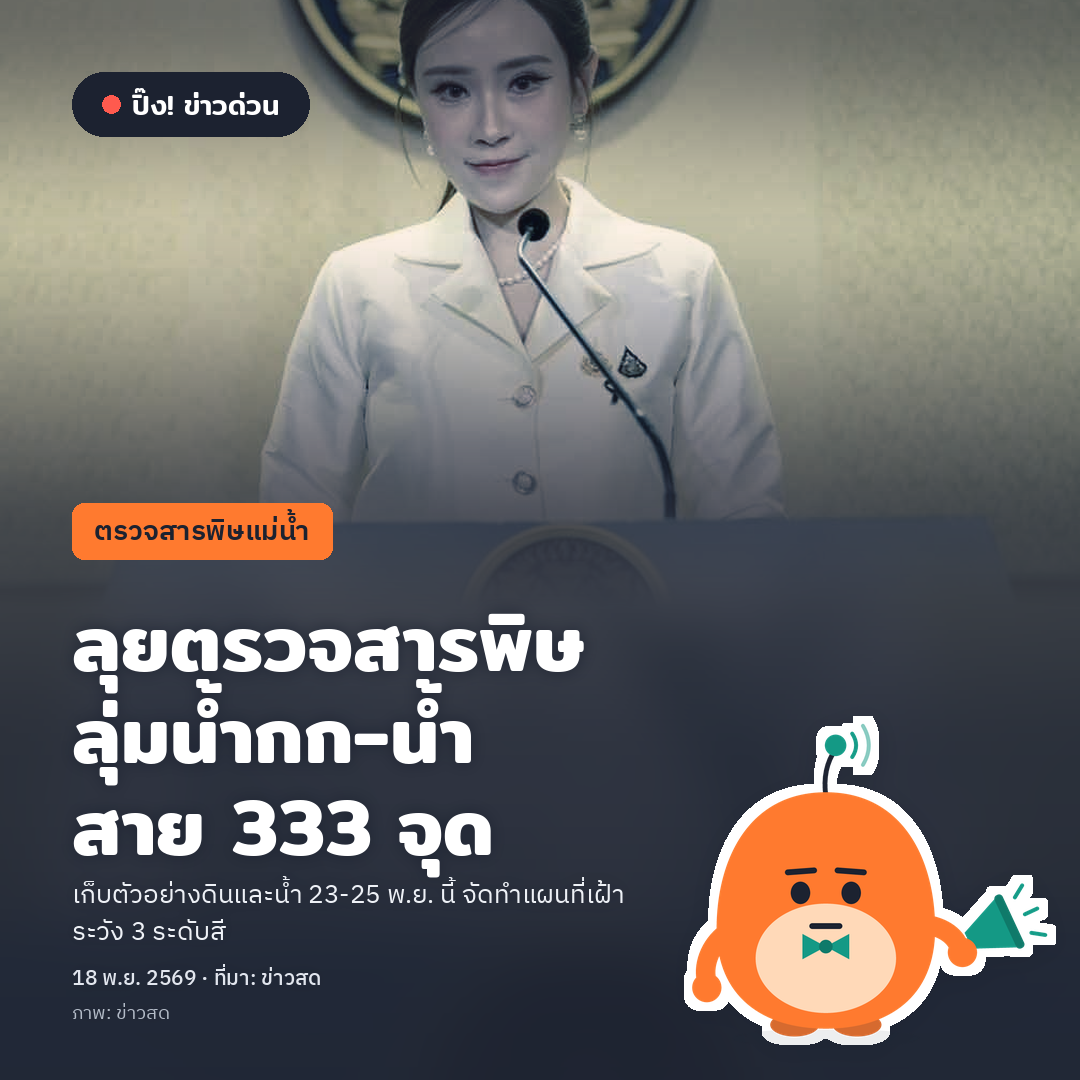 ปิ๊ง! ข่าวด่วน
ตรวจสารพิษแม่น้ำ
ลุยตรวจสารพิษ
ลุ่มน้ำกก-น้ำ
สาย 333 จุด
เก็บตัวอย่างดินและน้ำ 23-25 พ.ย. นี้ จัดทำแผนที่เฝ้า
ระวัง 3 ระดับสี
18 พ.ย. 2569 · ที่มา: ข่าวสด
ภาพ: ข่าวสด